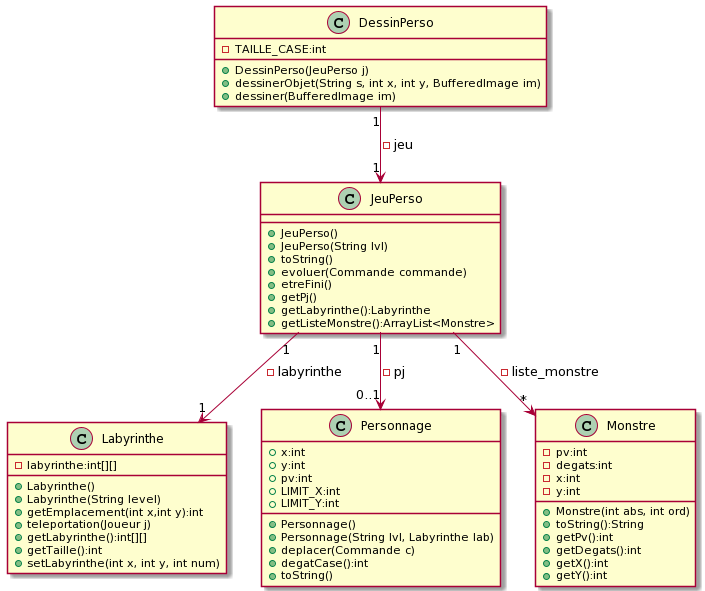 C DessinPerso
TAILLE_CASE:int
DessinPerso(JeuPerso j)
dessinerObjet(String s, int x, int y, BufferedImage im)
dessiner(BufferedImage im)
1
jeu
1
C JeuPerso
JeuPerso()
JeuPerso(String lvl)
toString()
evoluer(Commande commande)
etreFini()
getPj()
getLabyrinthe():Labyrinthe
getListeMonstre():ArrayList<Monstre>
1 1 1
labyrinthe pj liste_monstre
1 0..1 *
C Labyrinthe
labyrinthe:int[][]
Labyrinthe()
Labyrinthe(String level)
getEmplacement(int x,int y):int
teleportation(Joueur j)
getLabyrinthe():int[][]
getTaille():int
setLabyrinthe(int x, int y, int num)
C Personnage
x:int
y:int
pv:int
LIMIT_X:int
LIMIT_Y:int
Personnage()
Personnage(String lvl, Labyrinthe lab)
deplacer(Commande c)
degatCase():int
toString()
C Monstre
pv:int
degats:int
x:int
y:int
Monstre(int abs, int ord)
toString():String
getPv():int
getDegats():int
getX():int
getY():int